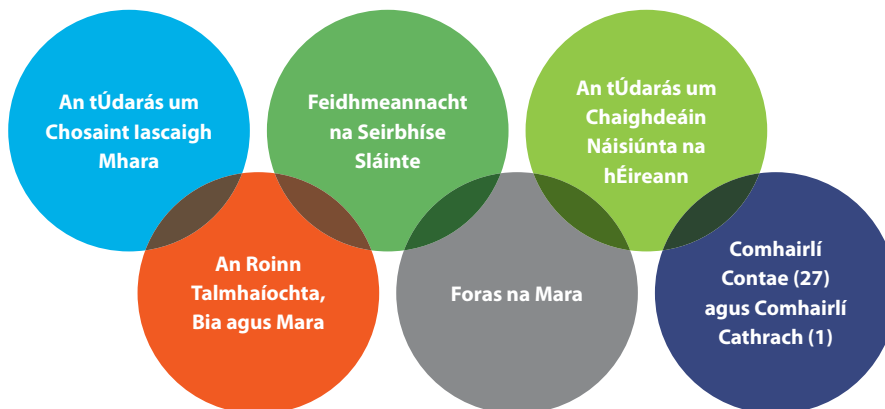 An tÚdarás um
Chosaint Iascaigh
Mhara
Feidhmeannacht
na Seirbhíse
Sláinte
An tÚdarás um
Chaighdeáin
Náisiúnta na
hÉireann
An Roinn
Talmhaíochta,
Bia agus Mara
Foras na Mara
Comhairlí
Contae (27)
agus Comhairlí
Cathrach (1)